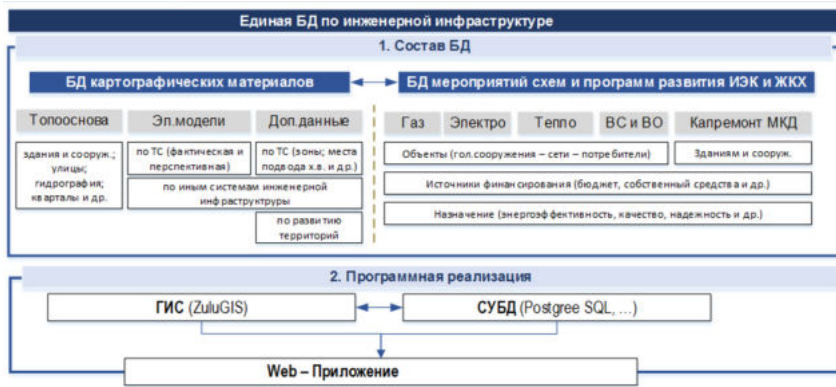 Единая БД по инженерной инфраструктуре
1. Состав БД
БД картографических материалов
БД мероприятий схем и программ развития ИЭК и ЖКХ
Топооснова
Эл.модели
Доп.данные
Газ
Электро
Тепло
ВС и ВО
Капремонт МКД
здания и сооруж.;
улицы;
гидрография;
кварталы и др.
по ТС (фактическая и
перспективная)
по ТС (зоны; места
подвода х.в. и др.)
по иным системам инженерной
инфраструктруры
по развитию
территорий
Объекты (гол.сооружения – сети – потребители)
Зданиям и сооруж.
Источники финансирования (бюджет, собственный средства и др.)
Назначение (энергоэффективность, качество, надежность и др.)
2. Программная реализация
ГИС (ZuluGIS)
СУБД (Postgree SQL, ...)
Web – Приложение